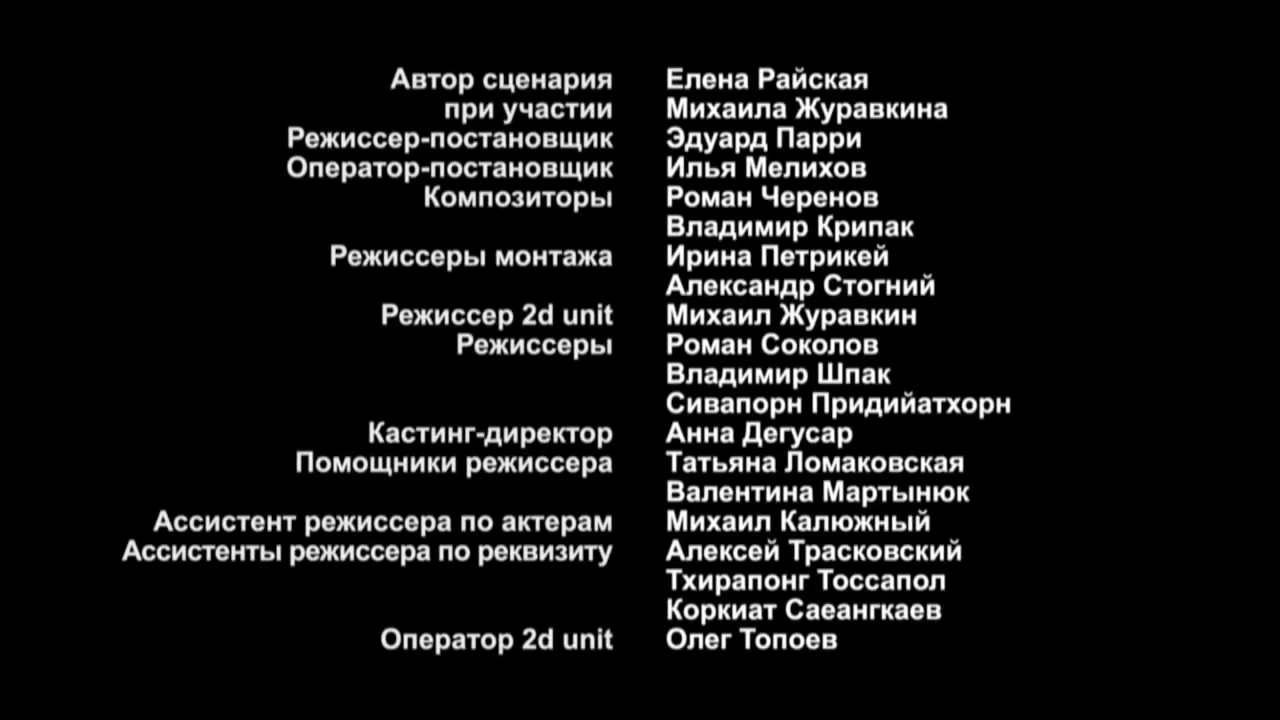 Автор сценария Елена Райская
при участии Михаила Журавкина
Режиссер-постановщик Эдуард Парри
Оператор-постановщик Илья Мелихов
Композиторы Роман Черенов
Владимир Крипак
Режиссеры монтажа Ирина Петрикей
Александр Стогний
Режиссер 2d unit Михаил Журавкин
Режиссеры Роман Соколов
Владимир Шпак
Сивапорн Придийатхорн
Кастинг-директор Анна Дегусар
Помощники режиссера Татьяна Ломаковская
Валентина Мартынюк
Ассистент режиссера по актерам Михаил Калюжный
Ассистенты режиссера по реквизиту Алексей Трасковский
Тхирапонг Тоссапол
Коркиат Саеангкаев
Оператор 2d unit Олег Топоев